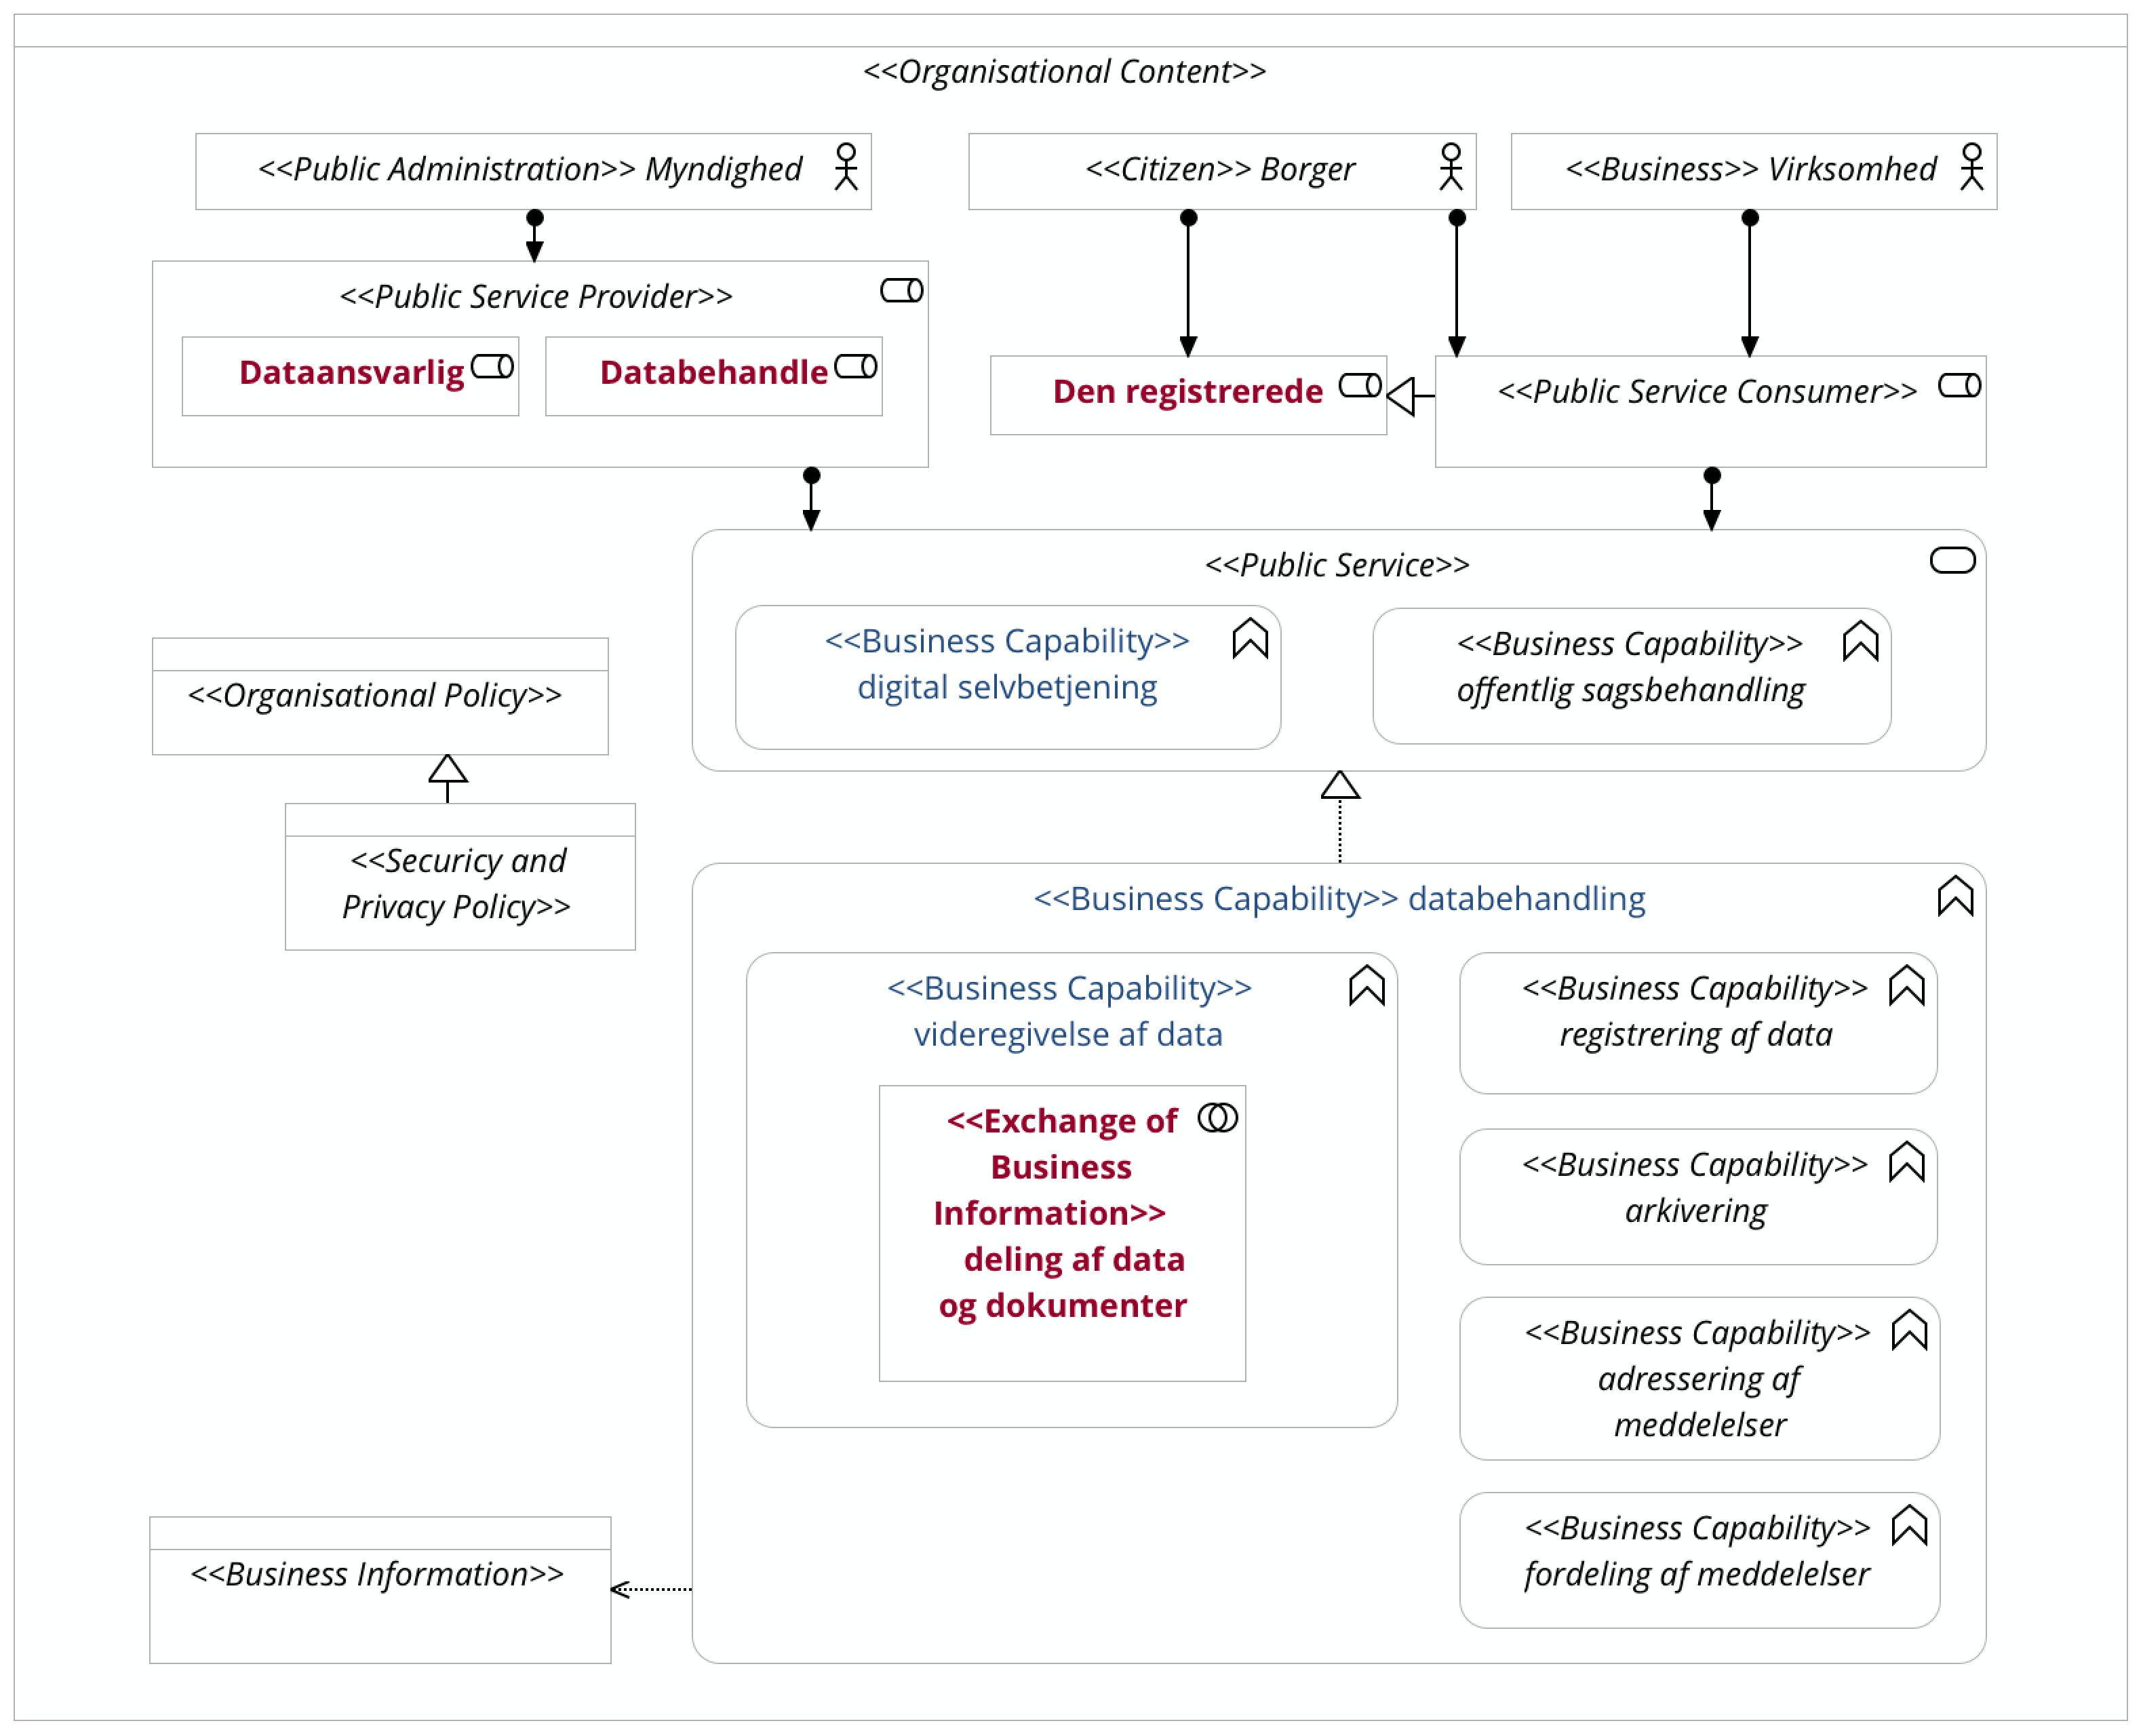 <<Organisational Content>>
<<Public Administration>> Myndighed
<<Citizen>> Borger
<<Business>> Virksomhed
<<Public Service Provider>>
Dataansvarlig
Databehandle
Den registrerede
<<Public Service Consumer>>
<<Public Service>>
<<Business Capability>>
digital selvbetjening
<<Business Capability>>
offentlig sagsbehandling
<<Organisational Policy>>
<<Securicy and
Privacy Policy>>
<<Business Capability>> databehandling
<<Business Capability>>
videregivelse af data
<<Exchange of
Business
Information>>
deling af data
og dokumenter
<<Business Capability>>
registrering af data
<<Business Capability>>
arkivering
<<Business Capability>>
adressering af
meddelelser
<<Business Capability>>
fordeling af meddelelser
<<Business Information>>